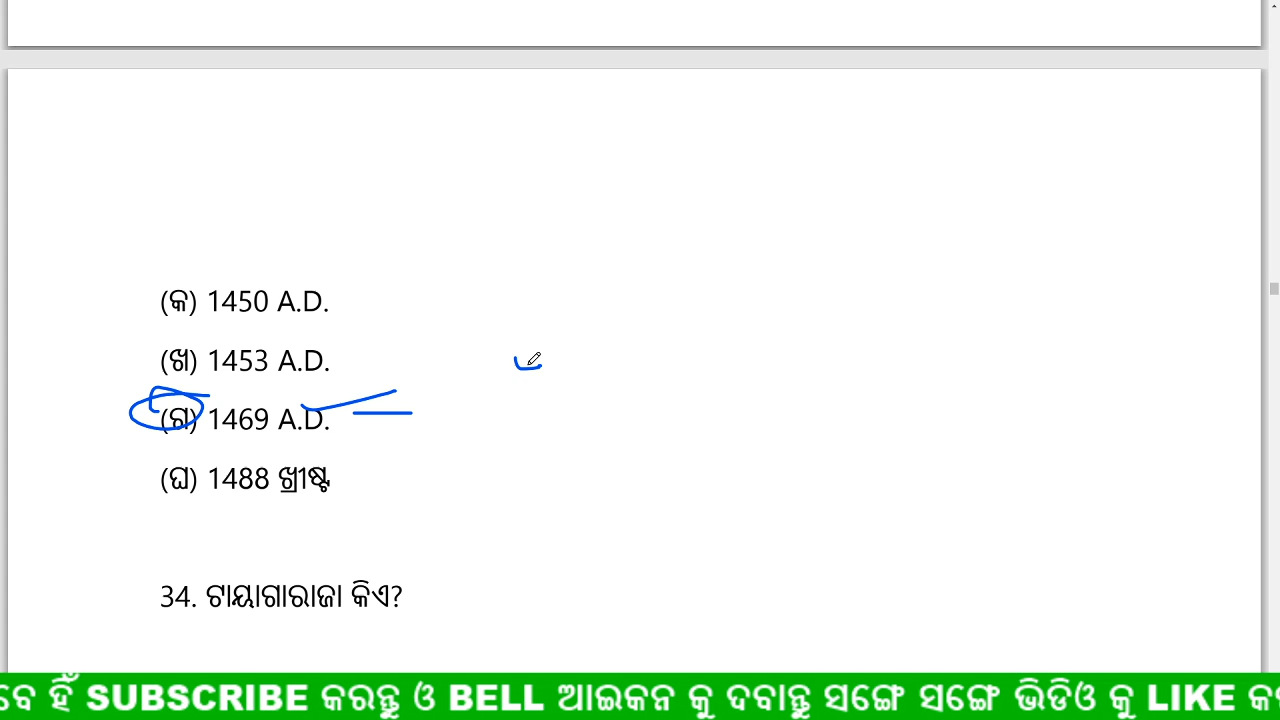 (କ) 1450 A.D.
(ଖ) 1453 A.D.
(ଗ) 1469 A.D.
(ଘ) 1488 ଖ୍ରୀଷ୍ଟ
34. ଟାୟାଗାରାଜା କିଏ?
ବେ ହିଁ SUBSCRIBE କରନ୍ତୁ ଓ BELL ଆଇକନ କୁ ଦବାନ୍ତୁ ସଙ୍ଗେ ସଙ୍ଗେ ଭିଡିଓ କୁ LIKE